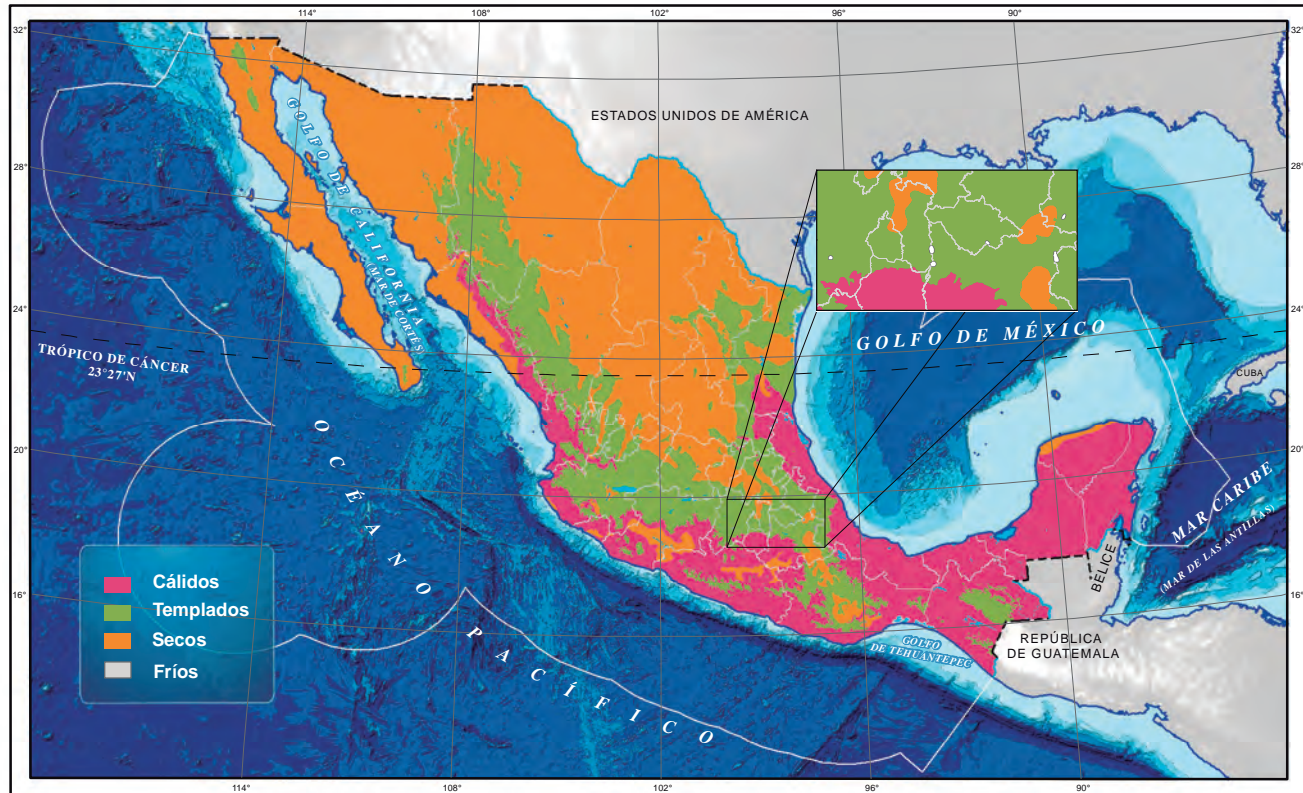 114°
108°
102°
96°
90°
32°
32°
ESTADOS UNIDOS DE AMÉRICA
28°
28°
GOLFO DE CALIFORNIA
(MAR DE CORTÉS)
24°
24°
GOLFO DE MÉXICO
TRÓPICO DE CÁNCER
23°27'N
CUBA
20°
20°
OCÉANO PACÍFICO
MAR CARIBE
(MAR DE LAS ANTILLAS)
BELICE
16°
16°
Cálidos
Templados
Secos
Fríos
GOLFO
DE TEHUANTEPEC
REPÚBLICA
DE GUATEMALA
114°
108°
102°
96°
90°